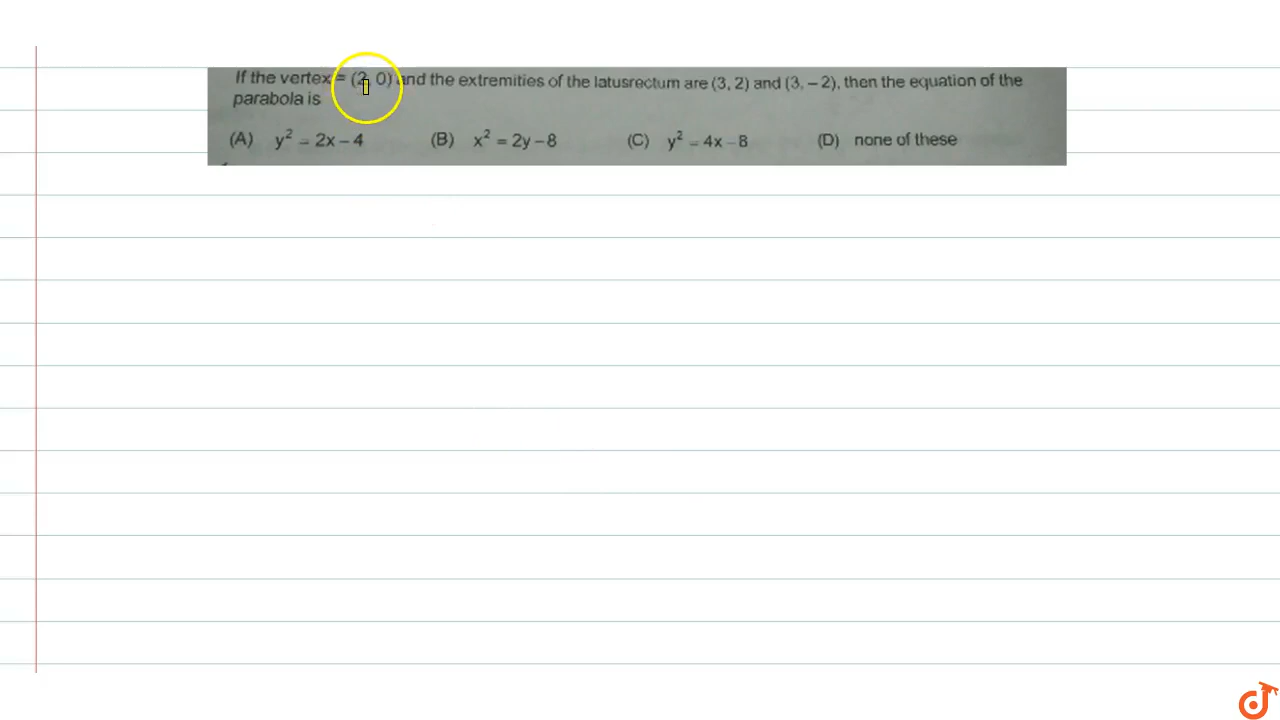 If the vertex = (2, 0) and the extremities of the latusrectum are (3, 2) and (3, – 2), then the equation of the
parabola is
(A) y² = 2x – 4 (B) x² = 2y – 8 (C) y² = 4x – 8 (D) none of these